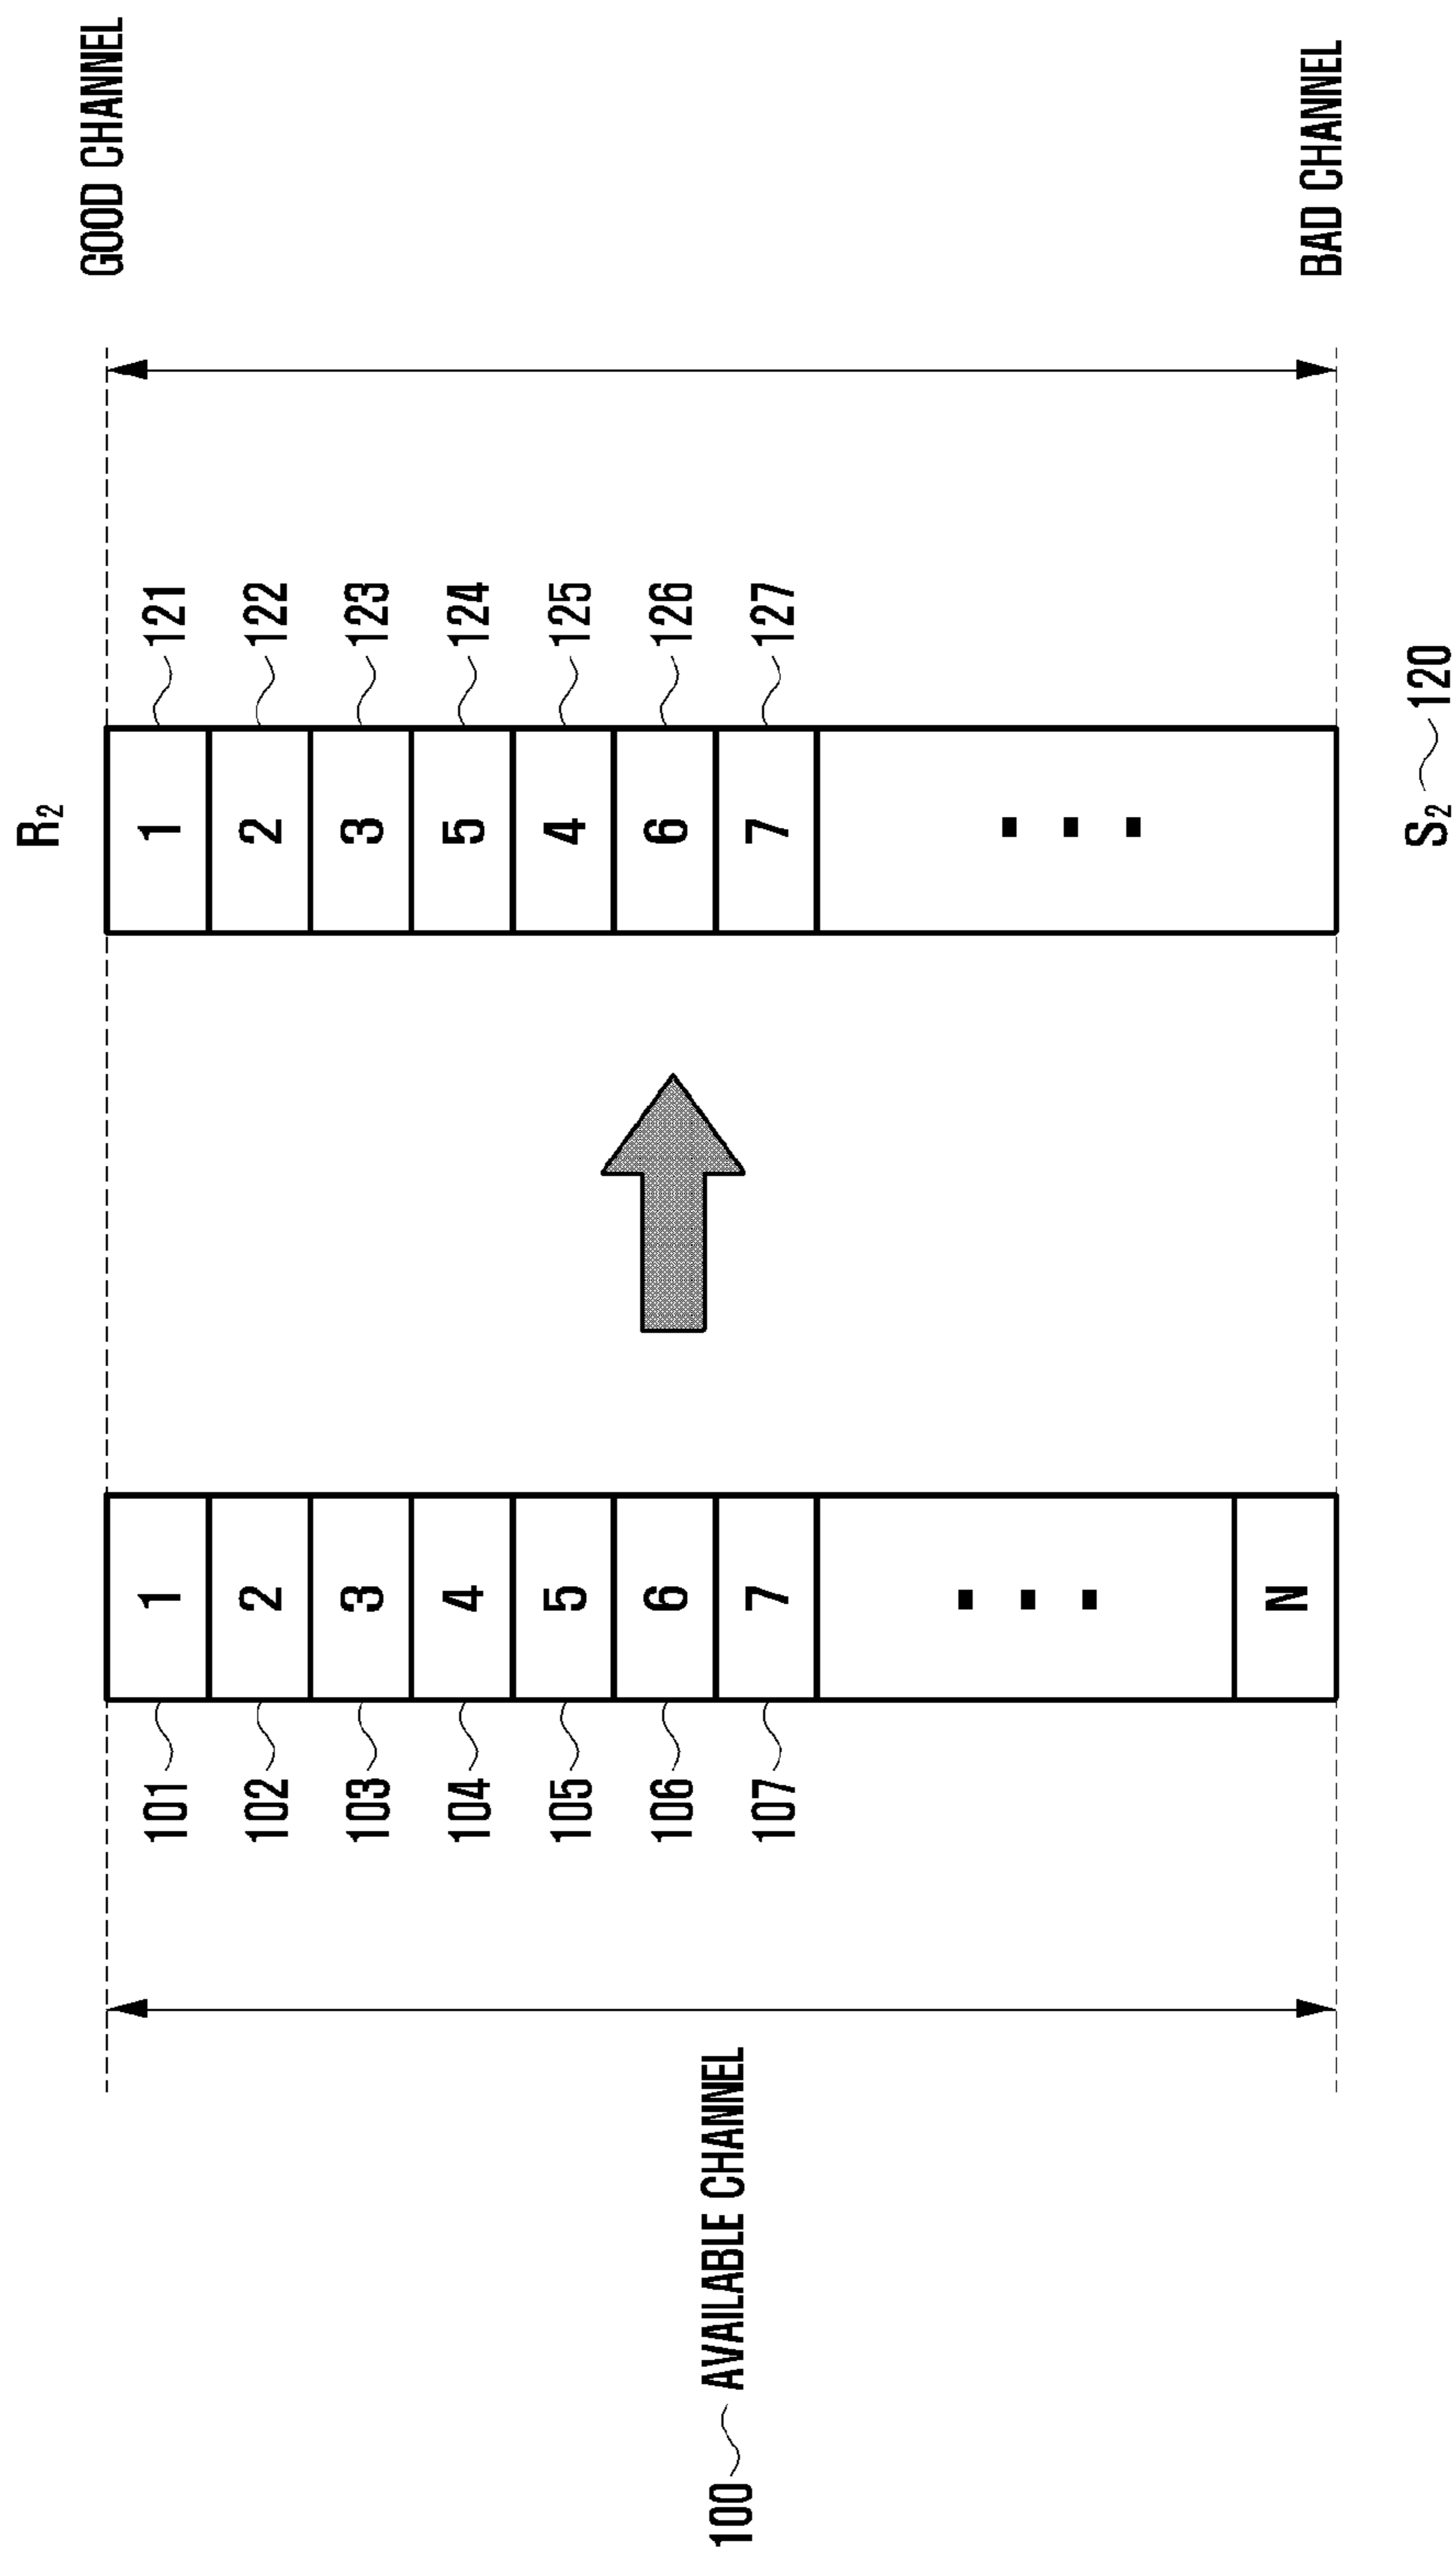 R2
GOOD CHANNEL
101 1 1 121
102 2 2 122
103 3 3 123
104 4 5 124
105 5 4 125
106 6 6 126
107 7 7 127
100 AVAILABLE CHANNEL
N
BAD CHANNEL
S2 120